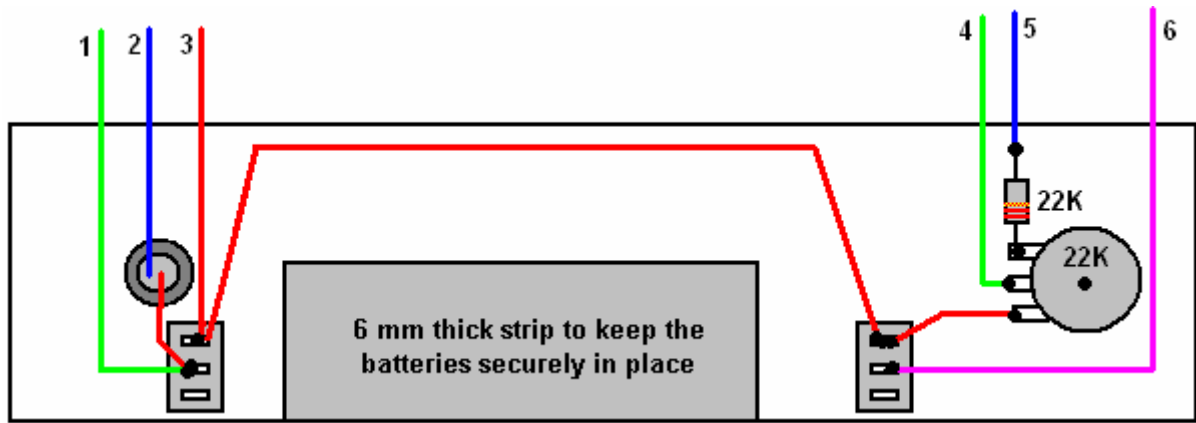 1
2
3
4
5
6
22K
22K
6 mm thick strip to keep the
batteries securely in place